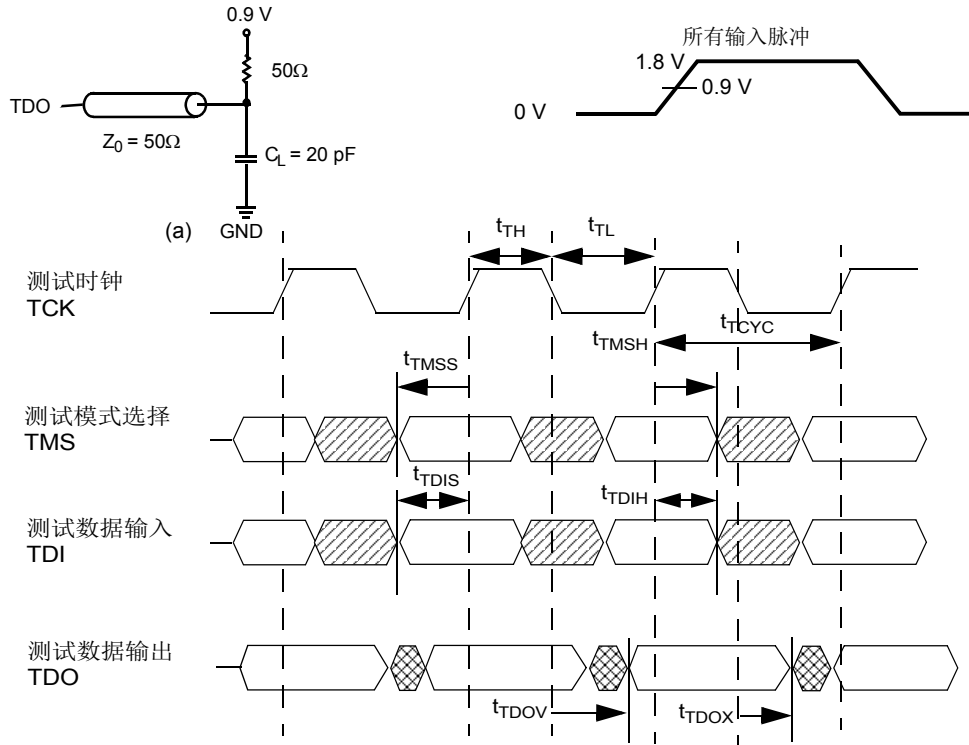 0.9 V
50Ω
TDO
Z0 = 50Ω
CL = 20 pF
(a)
GND
所有输入脉冲
1.8 V
0.9 V
0 V
tTH
tTL
测试时钟
TCK
tTMSH
tTCYC
tTMSS
测试模式选择
TMS
tTDIS
tTDIH
测试数据输入
TDI
测试数据输出
TDO
tTDOV
tTDOX